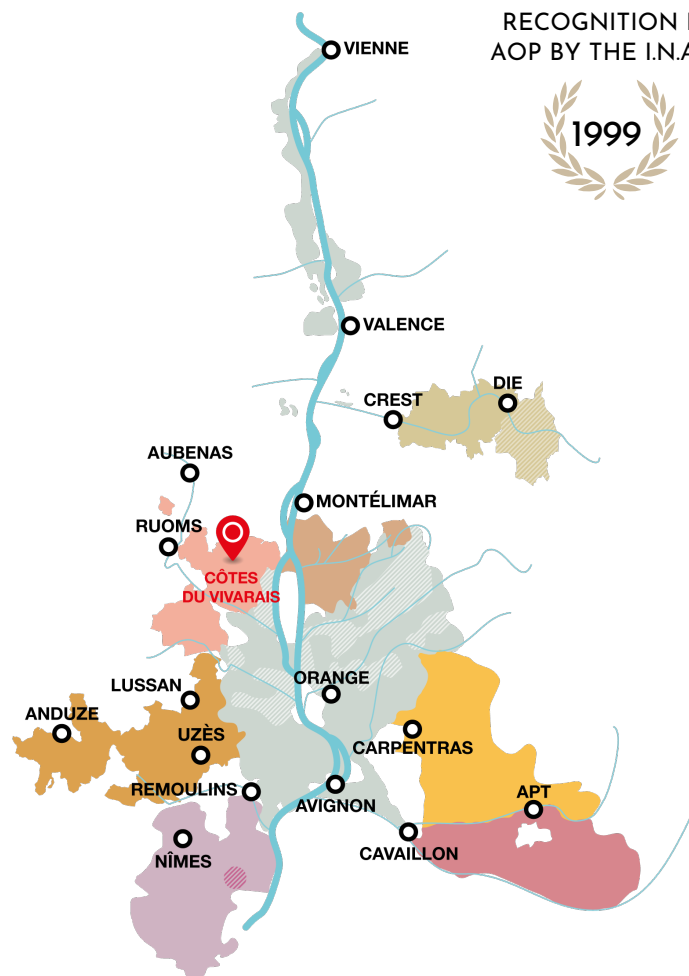 RECOGNITION I
AOP BY THE I.N.A
1999
VIENNE
VALENCE
DIE
CREST
AUBENAS
MONTÉLIMAR
RUOMS
CÔTES
DU VIVARAIS
ORANGE
LUSSAN
ANDUZE
UZÈS
CARPENTRAS
REMOULINS
AVIGNON
APT
CAVAILLON
NÎMES